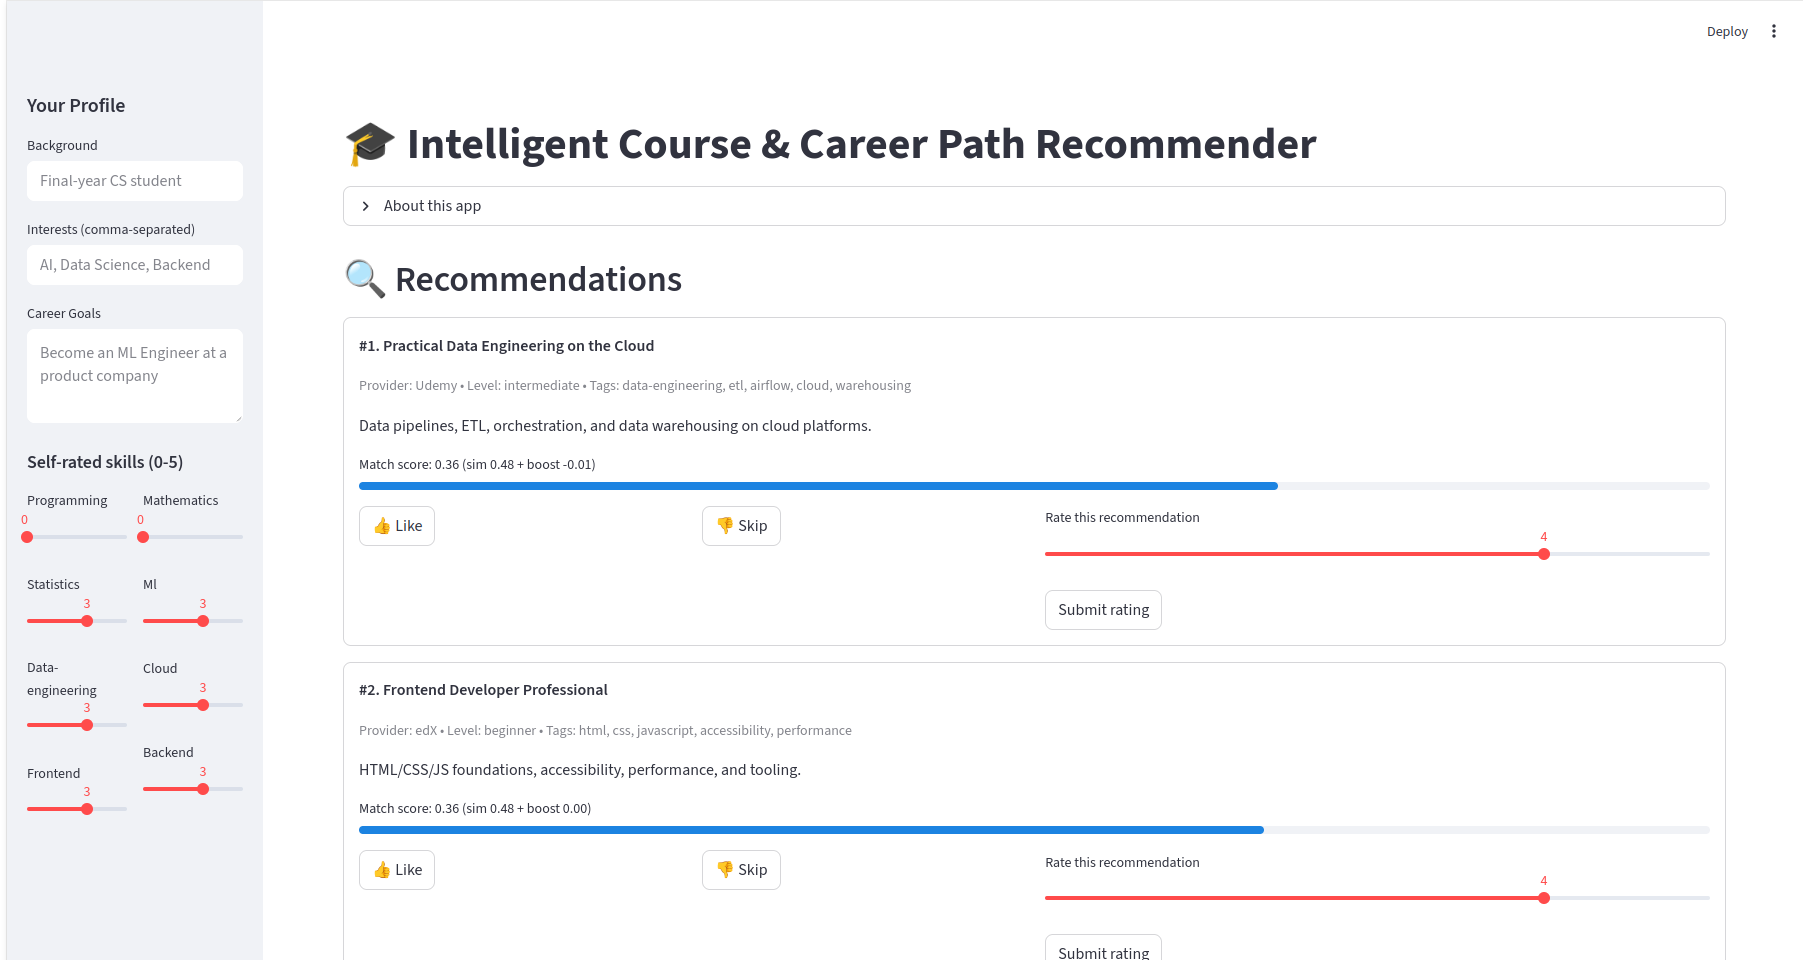 Deploy
Your Profile
Background
Final-year CS student
Interests (comma-separated)
AI, Data Science, Backend
Career Goals
Become an ML Engineer at a
product company
Self-rated skills (0-5)
Programming
0
Mathematics
0
Statistics
3
Ml
3
Data-
engineering
3
Cloud
3
Frontend
3
Backend
3
🎓 Intelligent Course & Career Path Recommender
About this app
🔍 Recommendations
#1. Practical Data Engineering on the Cloud
Provider: Udemy • Level: intermediate • Tags: data-engineering, etl, airflow, cloud, warehousing
Data pipelines, ETL, orchestration, and data warehousing on cloud platforms.
Match score: 0.36 (sim 0.48 + boost -0.01)
👍 Like
👎 Skip
Rate this recommendation
4
Submit rating
#2. Frontend Developer Professional
Provider: edX • Level: beginner • Tags: html, css, javascript, accessibility, performance
HTML/CSS/JS foundations, accessibility, performance, and tooling.
Match score: 0.36 (sim 0.48 + boost 0.00)
👍 Like
👎 Skip
Rate this recommendation
4
Submit rating